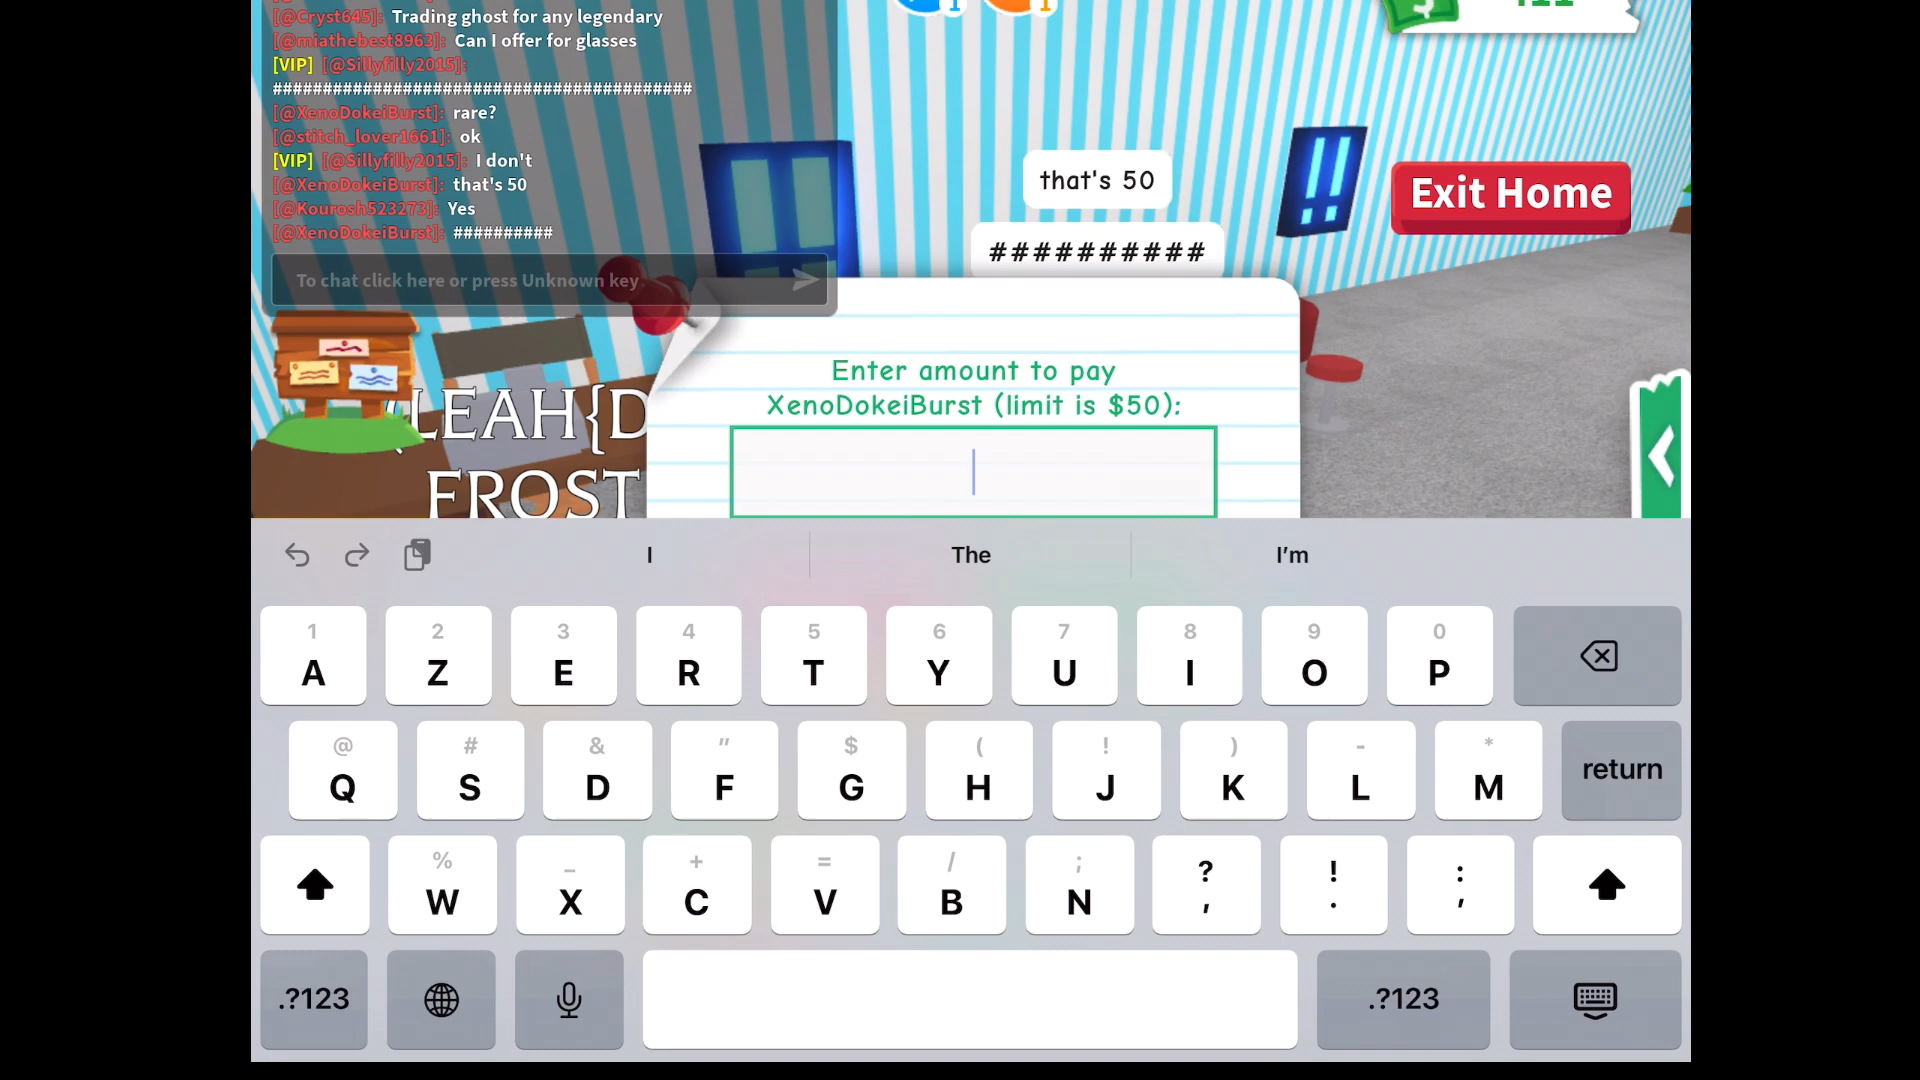 [@Cryst645]: Trading ghost for any legendary
[@miathebest8963]: Can I offer for glasses
[VIP] [@Sillyfilly2015]:
##########################################
[@XenoDokeiBurst]: rare?
[@stitch_lover1661]: ok
[VIP] [@Sillyfilly2015]: I don't
[@XenoDokeiBurst]: that's 50
[@Kourosh523273]: Yes
[@XenoDokeiBurst]: ##########
To chat click here or press Unknown key
that's 50
##########
!!
Exit Home
LEAH{D
FROST
Enter amount to pay
XenoDokeiBurst (limit is $50):
I The I'm
1 2 3 4 5 6 7 8 9 0
A Z E R T Y U I O P
@ # & " $ ( ! ) - *
Q S D F G H J K L M return
% _ + = / ; ? ! :
W X C V B N , . '
.?123 .?123